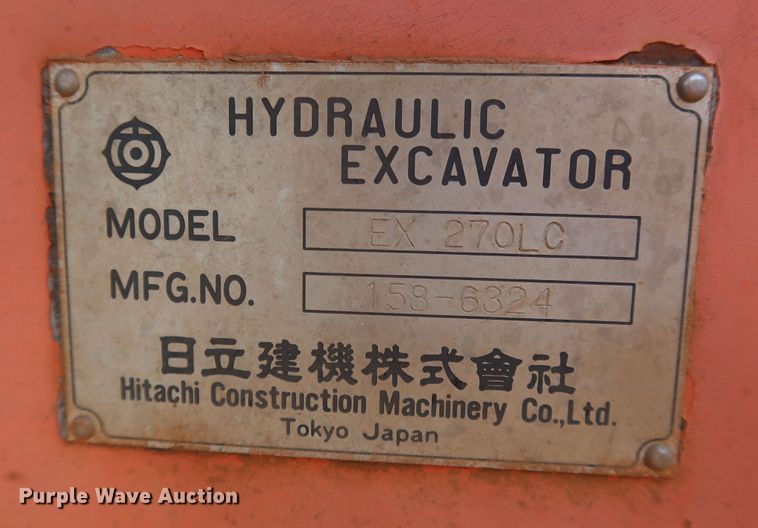 HYDRAULIC
EXCAVATOR
MODEL EX 270LC
MFG.NO. 158-6324
日立建機株式會社
Hitachi Construction Machinery Co.,Ltd.
Tokyo Japan
Purple Wave Auction